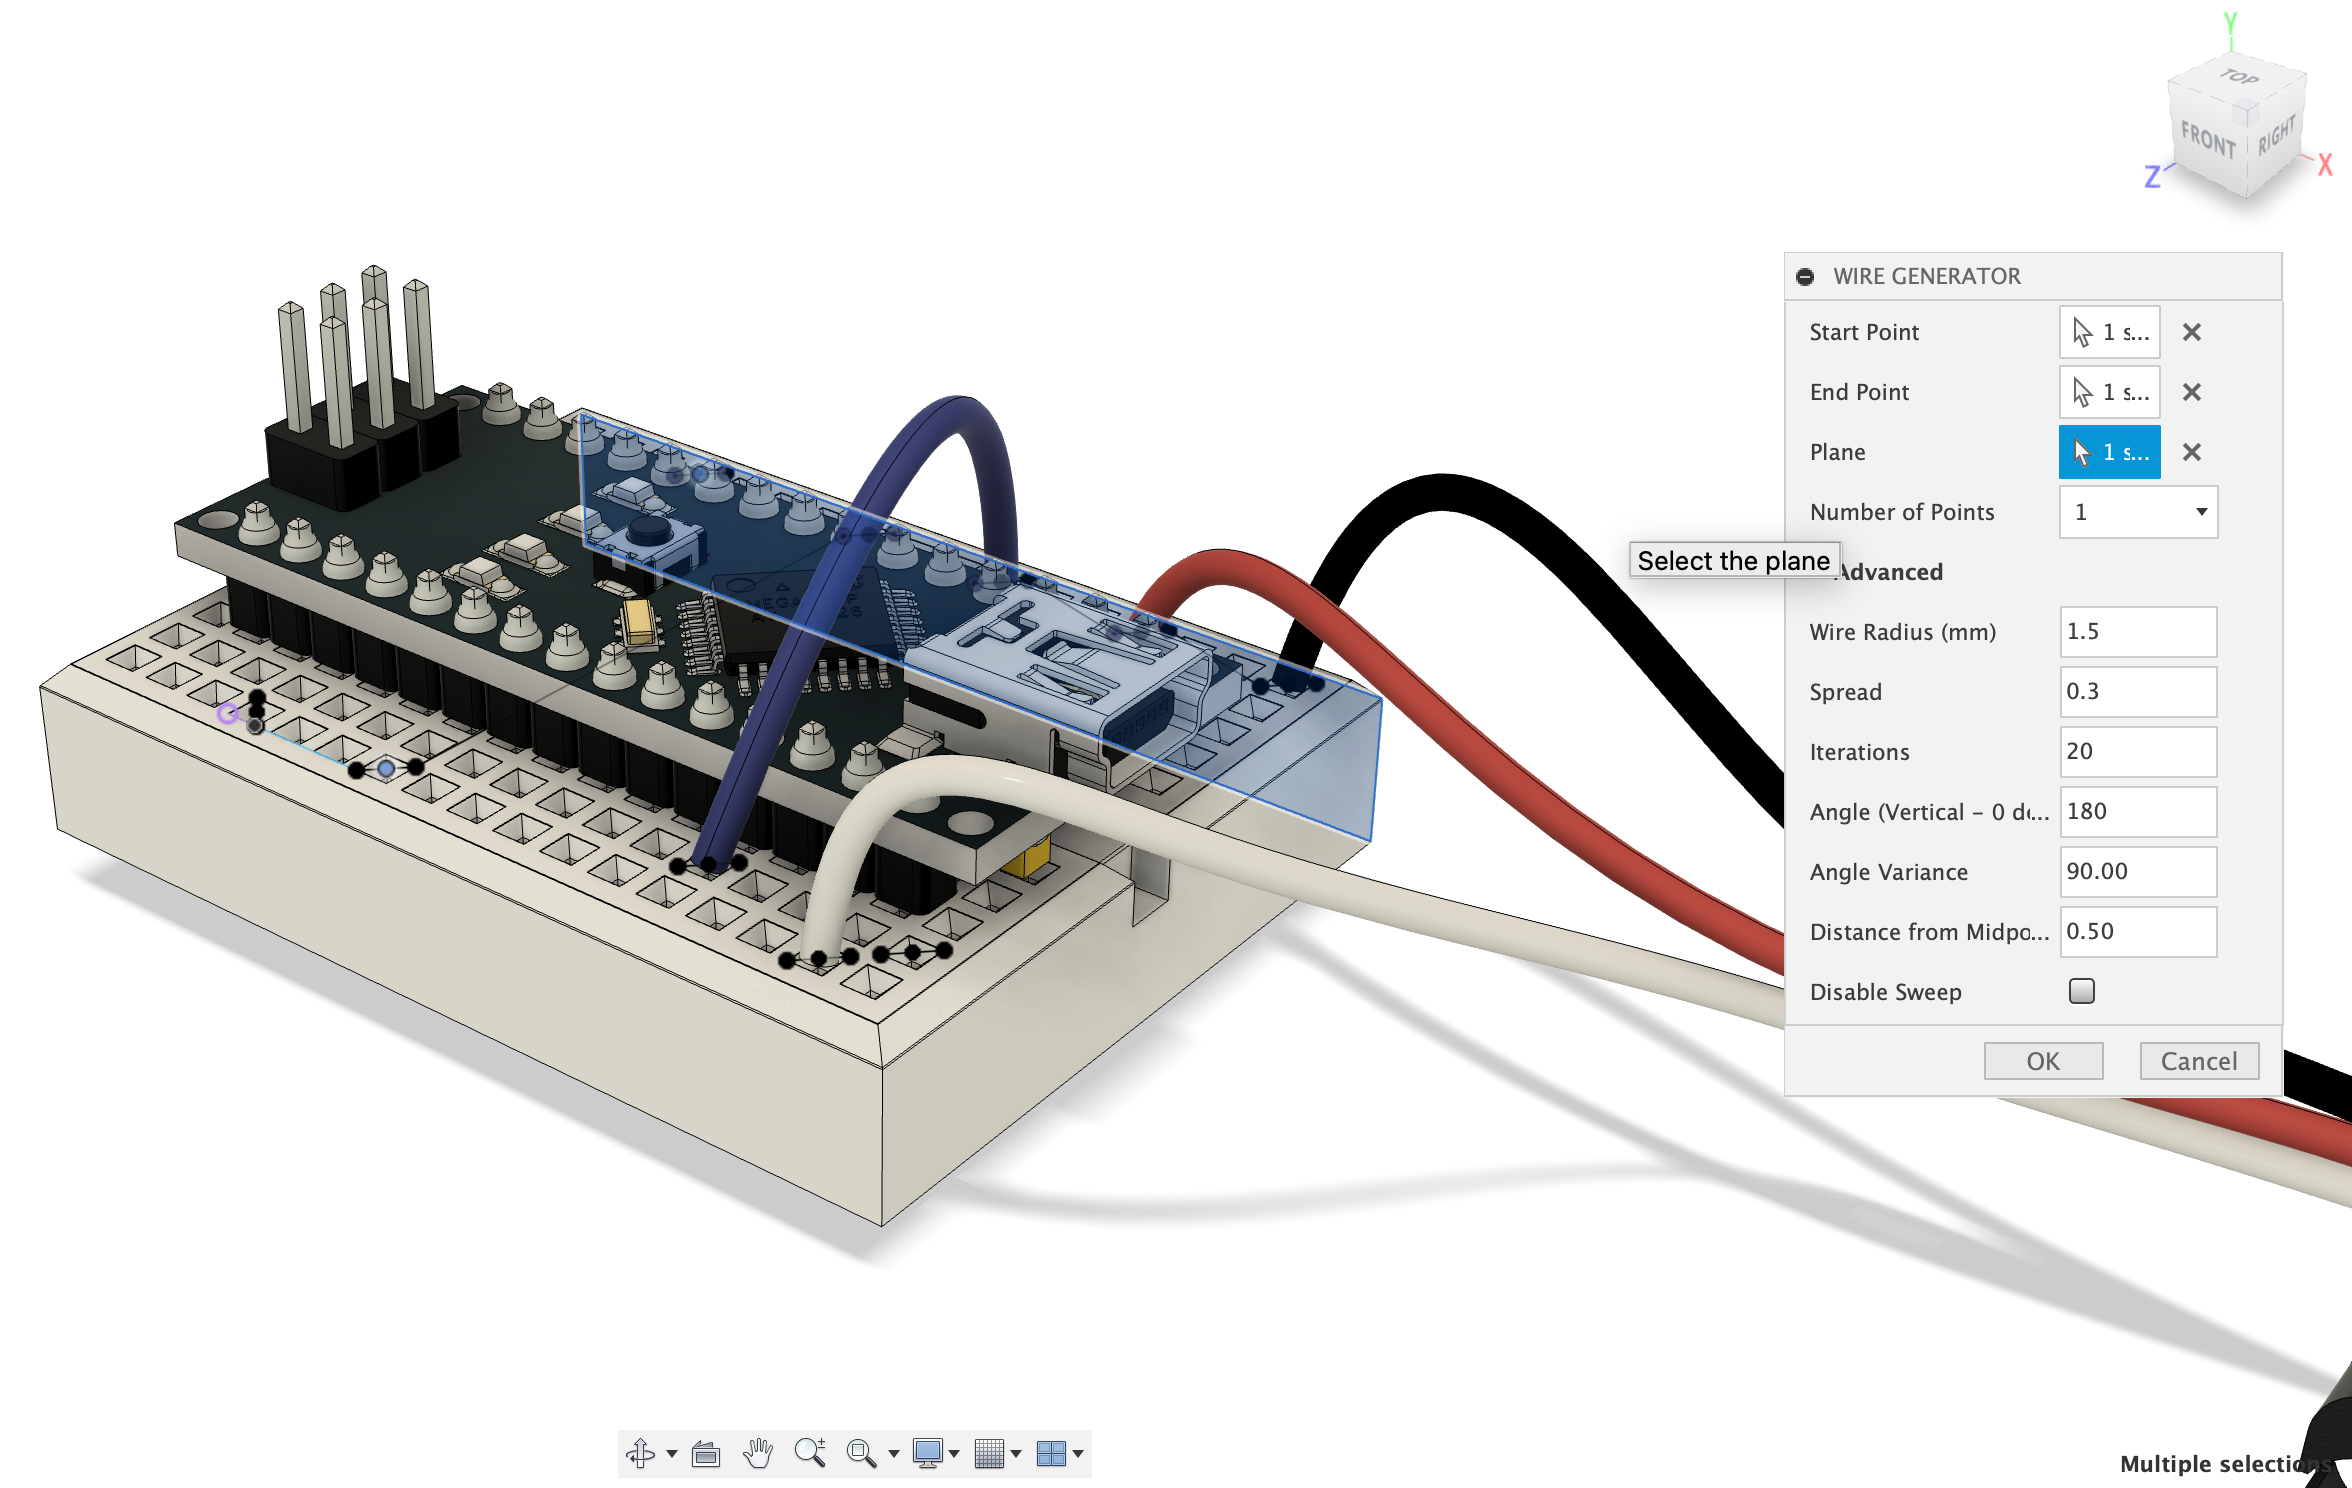 Y
TOP
FRONT
RIGHT
Z
X
WIRE GENERATOR
Start Point
1 s...
End Point
1 s...
Plane
1 s...
Number of Points
1
Select the plane
Advanced
Wire Radius (mm)
1.5
Spread
0.3
Iterations
20
Angle (Vertical – 0 d(...
180
Angle Variance
90.00
Distance from Midpo...
0.50
Disable Sweep
OK
Cancel
Multiple selections